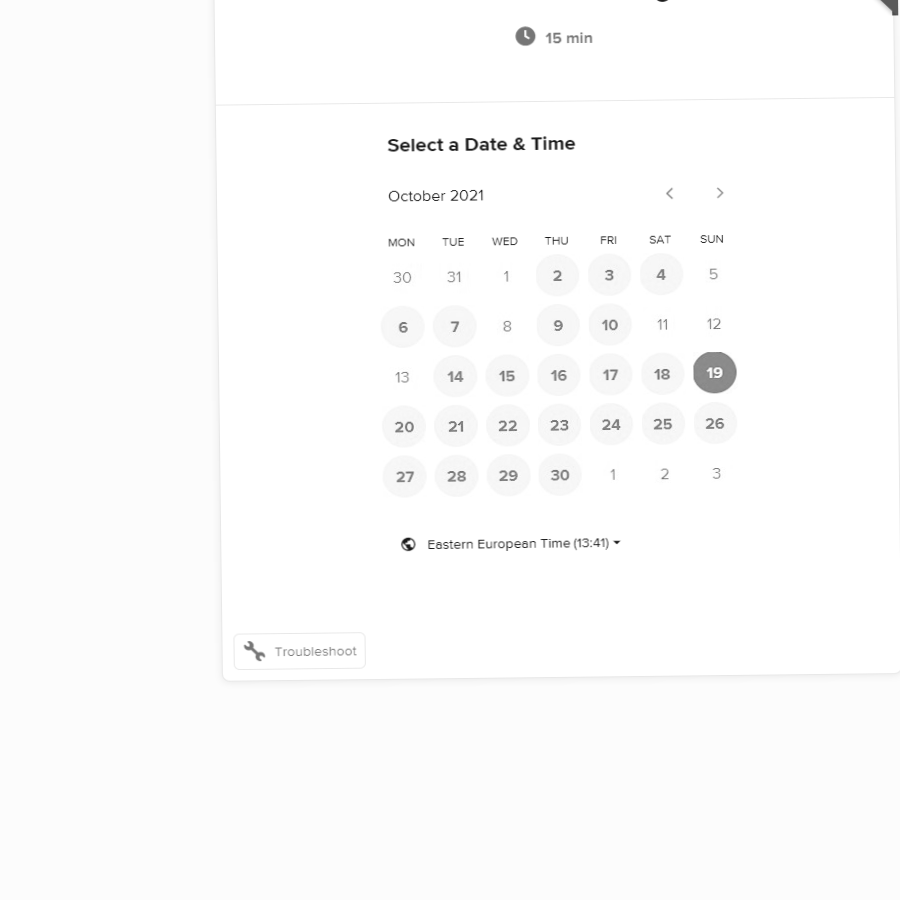 15 min
Select a Date & Time
October 2021
MON TUE WED THU FRI SAT SUN
30 31 1 2 3 4 5
6 7 8 9 10 11 12
13 14 15 16 17 18 19
20 21 22 23 24 25 26
27 28 29 30 1 2 3
Eastern European Time (13:41)
Troubleshoot